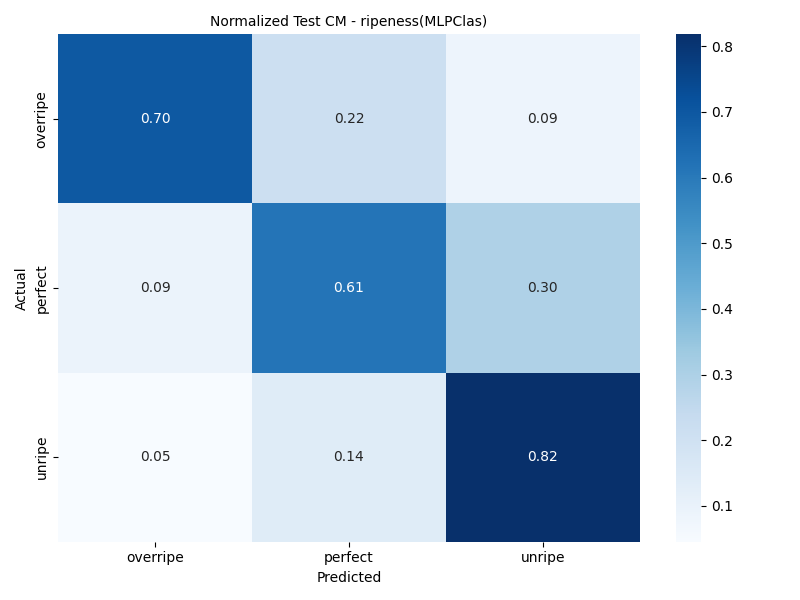 Normalized Test CM - ripeness(MLPClas)
overripe 0.70 0.22 0.09
Actual
perfect 0.09 0.61 0.30
unripe 0.05 0.14 0.82
overripe perfect unripe
Predicted
0.8
0.7
0.6
0.5
0.4
0.3
0.2
0.1